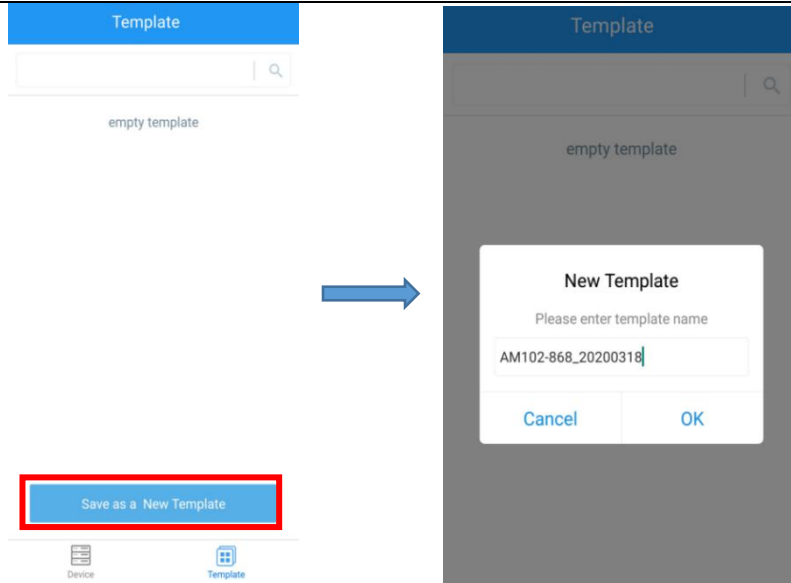 Template
empty template
Save as a New Template
Device
Template
Template
empty template
New Template
Please enter template name
AM102-868_20200318
Cancel
OK